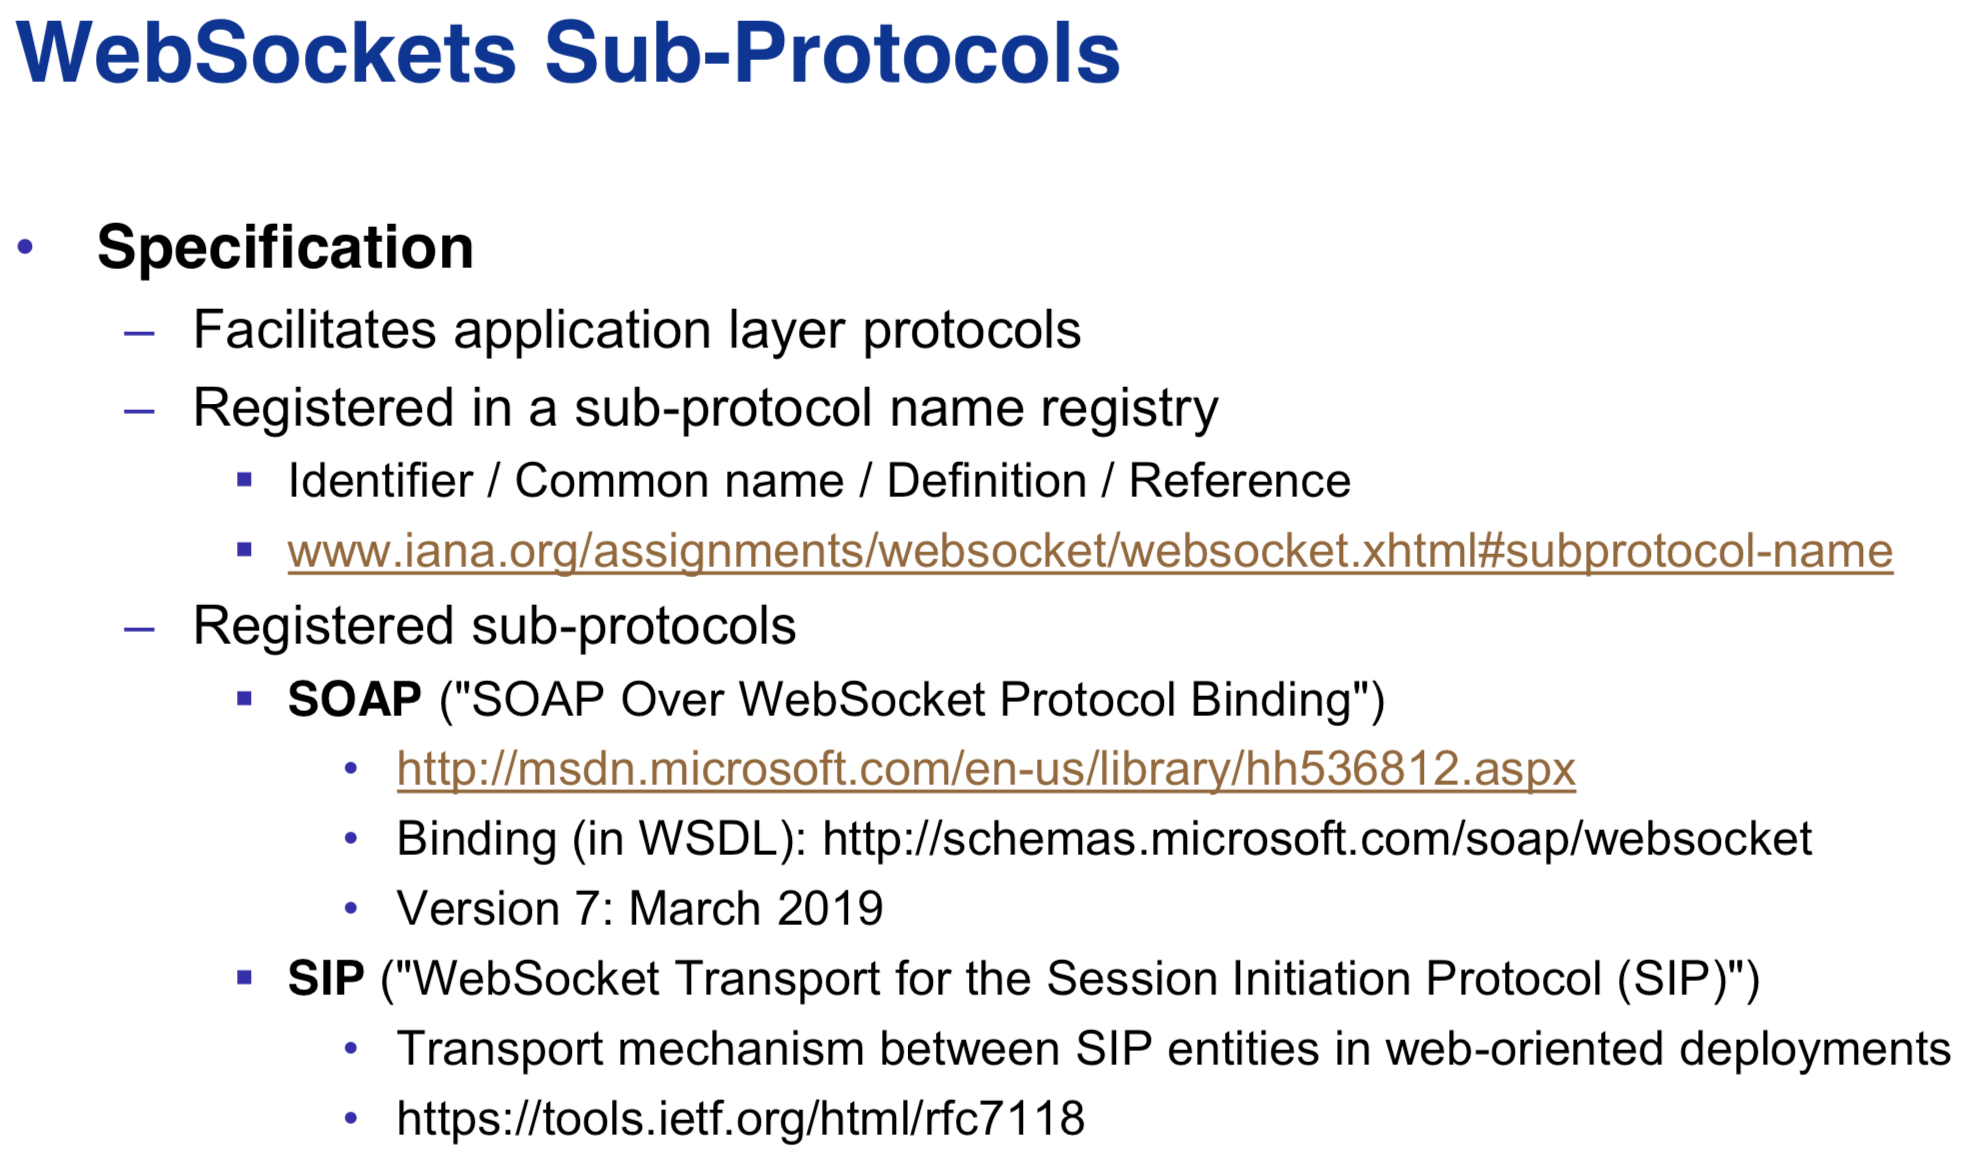 WebSockets Sub-Protocols
• Specification
– Facilitates application layer protocols
– Registered in a sub-protocol name registry
▪ Identifier / Common name / Definition / Reference
▪ www.iana.org/assignments/websocket/websocket.xhtml#subprotocol-name
– Registered sub-protocols
▪ SOAP ("SOAP Over WebSocket Protocol Binding")
• http://msdn.microsoft.com/en-us/library/hh536812.aspx
• Binding (in WSDL): http://schemas.microsoft.com/soap/websocket
• Version 7: March 2019
▪ SIP ("WebSocket Transport for the Session Initiation Protocol (SIP)")
• Transport mechanism between SIP entities in web-oriented deployments
• https://tools.ietf.org/html/rfc7118